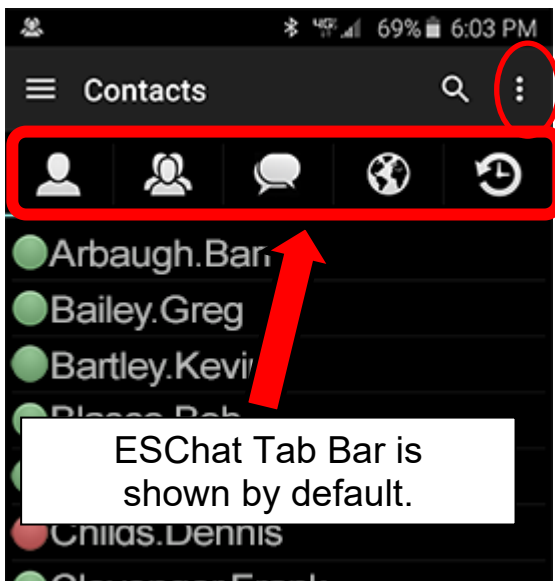 69% 6:03 PM
Contacts
Arbaugh.Bar
Bailey.Greg
Bartley.Kevin
ESChat Tab Bar is
shown by default.
Childs.Dennis